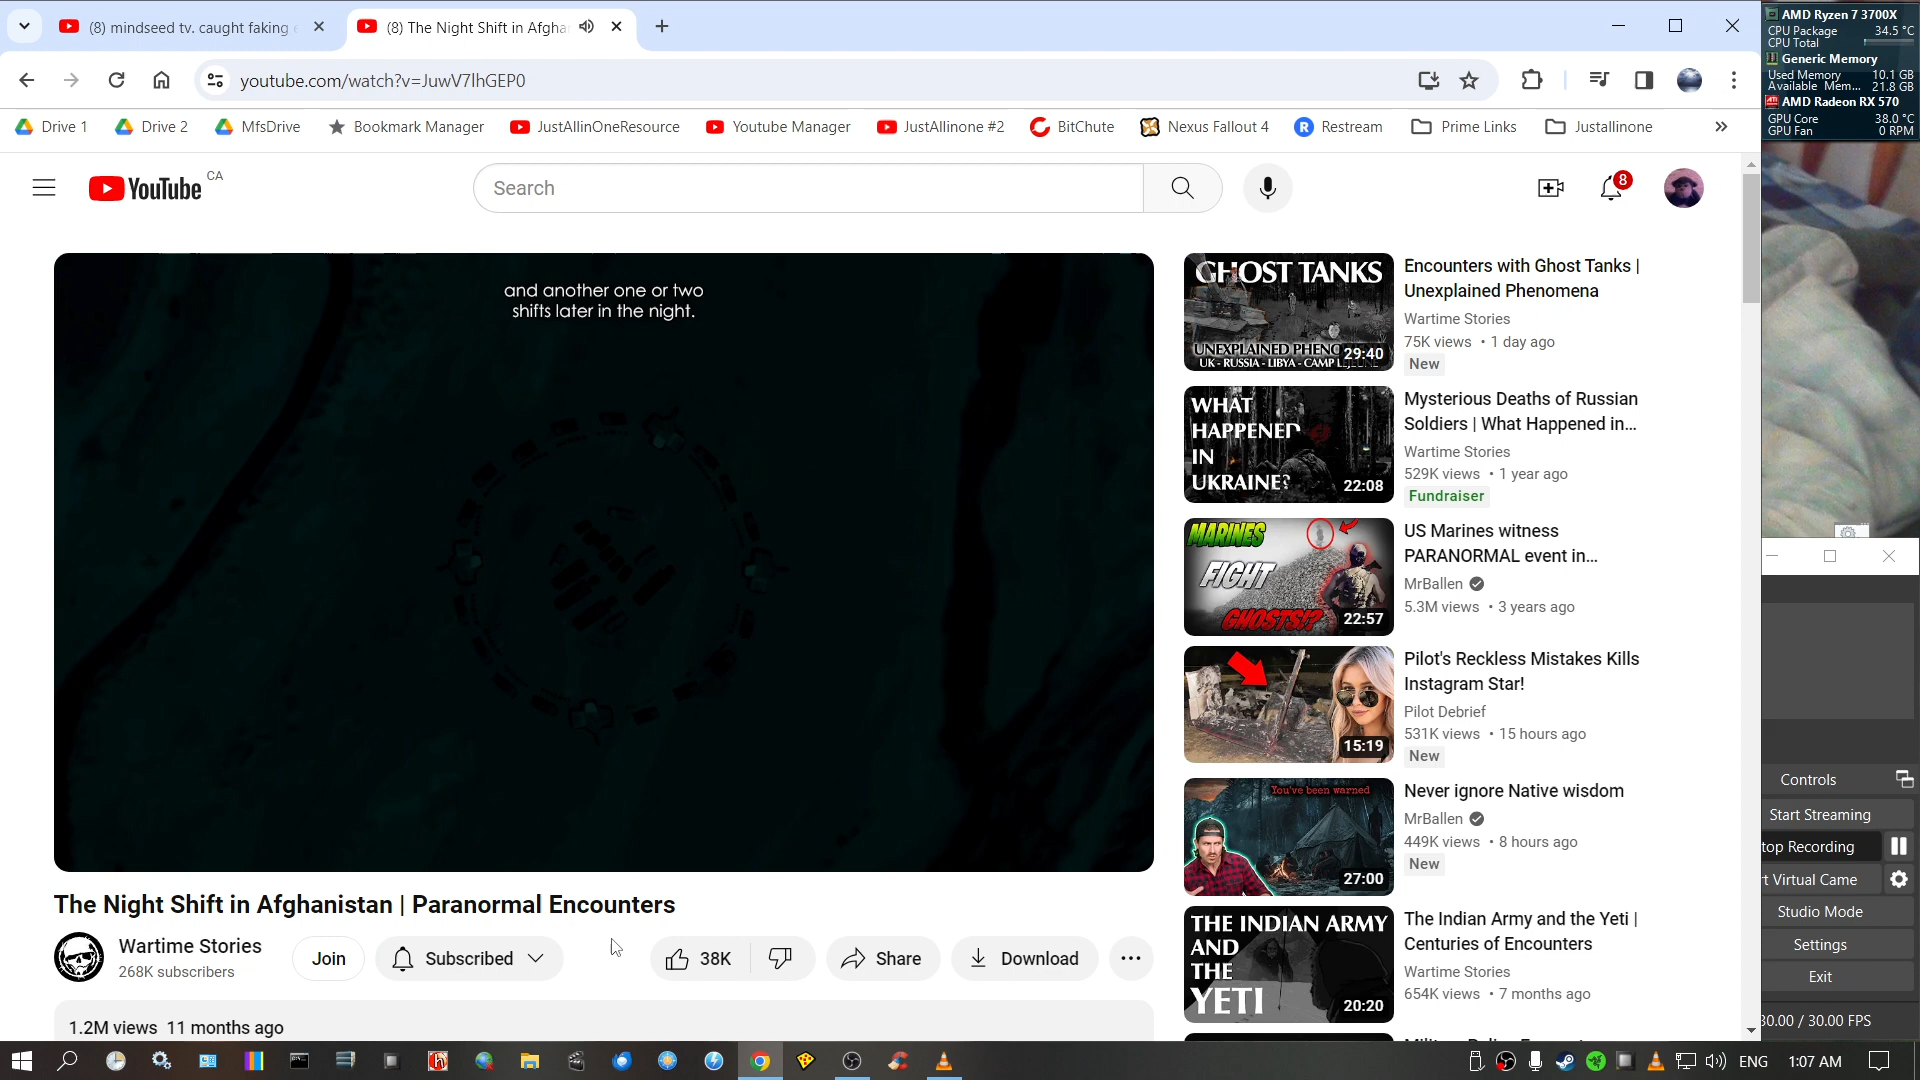 (8) mindseed tv. caught faking e
(8) The Night Shift in Afghan
youtube.com/watch?v=JuwV7lhGEP0
Drive 1
Drive 2
MfsDrive
Bookmark Manager
JustAllinOneResource
Youtube Manager
JustAllinone #2
BitChute
Nexus Fallout 4
Restream
Prime Links
Justallinone
YouTube CA
Search
8
and another one or two
shifts later in the night.
The Night Shift in Afghanistan | Paranormal Encounters
Wartime Stories
268K subscribers
Join
Subscribed
38K
Share
Download
1.2M views 11 months ago
GHOST TANKS
UNEXPLAINED PHENO
UK - RUSSIA - LIBYA - CAMP LEJEUNE
29:40
Encounters with Ghost Tanks |
Unexplained Phenomena
Wartime Stories
75K views • 1 day ago
New
WHAT
HAPPENED
IN
UKRAINE?
22:08
Mysterious Deaths of Russian
Soldiers | What Happened in...
Wartime Stories
529K views • 1 year ago
Fundraiser
MARINES
FIGHT
GHOSTS!?
22:57
US Marines witness
PARANORMAL event in...
MrBallen
5.3M views • 3 years ago
15:19
Pilot's Reckless Mistakes Kills
Instagram Star!
Pilot Debrief
531K views • 15 hours ago
New
You've been warned
27:00
Never ignore Native wisdom
MrBallen
449K views • 8 hours ago
New
THE INDIAN ARMY
AND
THE
YETI
20:20
The Indian Army and the Yeti |
Centuries of Encounters
Wartime Stories
654K views • 7 months ago
AMD Ryzen 7 3700X
CPU Package 34.5 °C
CPU Total
Generic Memory
Used Memory 10.1 GB
Available Mem... 21.8 GB
AMD Radeon RX 570
GPU Core 38.0 °C
GPU Fan 0 RPM
Controls
Start Streaming
top Recording
t Virtual Came
Studio Mode
Settings
Exit
30.00 / 30.00 FPS
ENG
1:07 AM